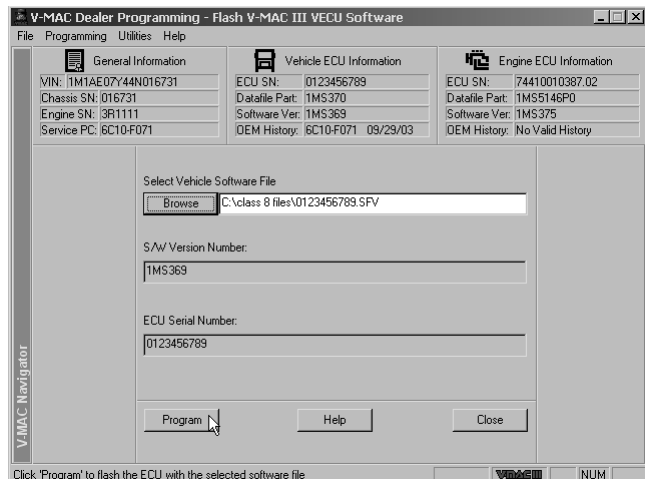 V-MAC Dealer Programming - Flash V-MAC III VECU Software
File Programming Utilities Help
General Information
VIN: 1M1AE07Y44N016731
Chassis SN: 016731
Engine SN: 3R1111
Service PC: 6C10-F071
Vehicle ECU Information
ECU SN: 0123456789
Datafile Part: 1MS370
Software Ver: 1MS369
OEM History: 6C10-F071 09/29/03
Engine ECU Information
ECU SN: 74410010387.02
Datafile Part: 1MS5146P0
Software Ver: 1MS375
OEM History: No Valid History
V-MAC Navigator
Select Vehicle Software File
Browse C:\class 8 files\0123456789.SFV
S/W Version Number:
1MS369
ECU Serial Number:
0123456789
Program Help Close
Click 'Program' to flash the ECU with the selected software file VMAC III NUM